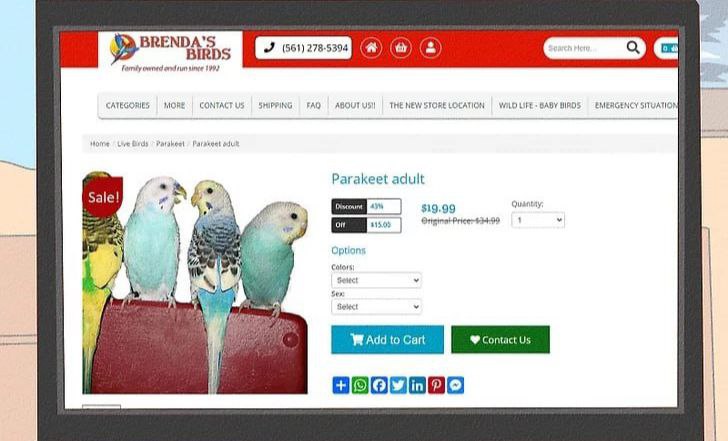 BRENDA'S
BIRDS
Family owned and run since 1992
(561) 278-5394
Search Here...
0
CATEGORIES
MORE
CONTACT US
SHIPPING
FAQ
ABOUT US!!
THE NEW STORE LOCATION
WILD LIFE - BABY BIRDS
EMERGENCY SITUATION
Home / Live Birds / Parakeet / Parakeet adult
Sale!
Parakeet adult
Discount 43%
Off $15.00
$19.99
Original Price: $34.99
Quantity:
1
Options
Colors:
Select
Sex:
Select
Add to Cart
Contact Us